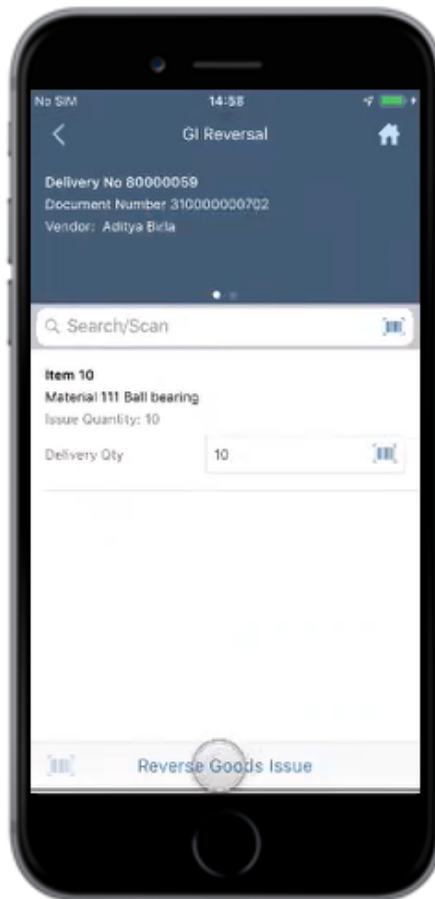 No SIM 14:58
GI Reversal
Delivery No 80000059
Document Number 310000000702
Vendor: Aditya Birla
Search/Scan
Item 10
Material 111 Ball bearing
Issue Quantity: 10
Delivery Qty 10
Reverse Goods Issue